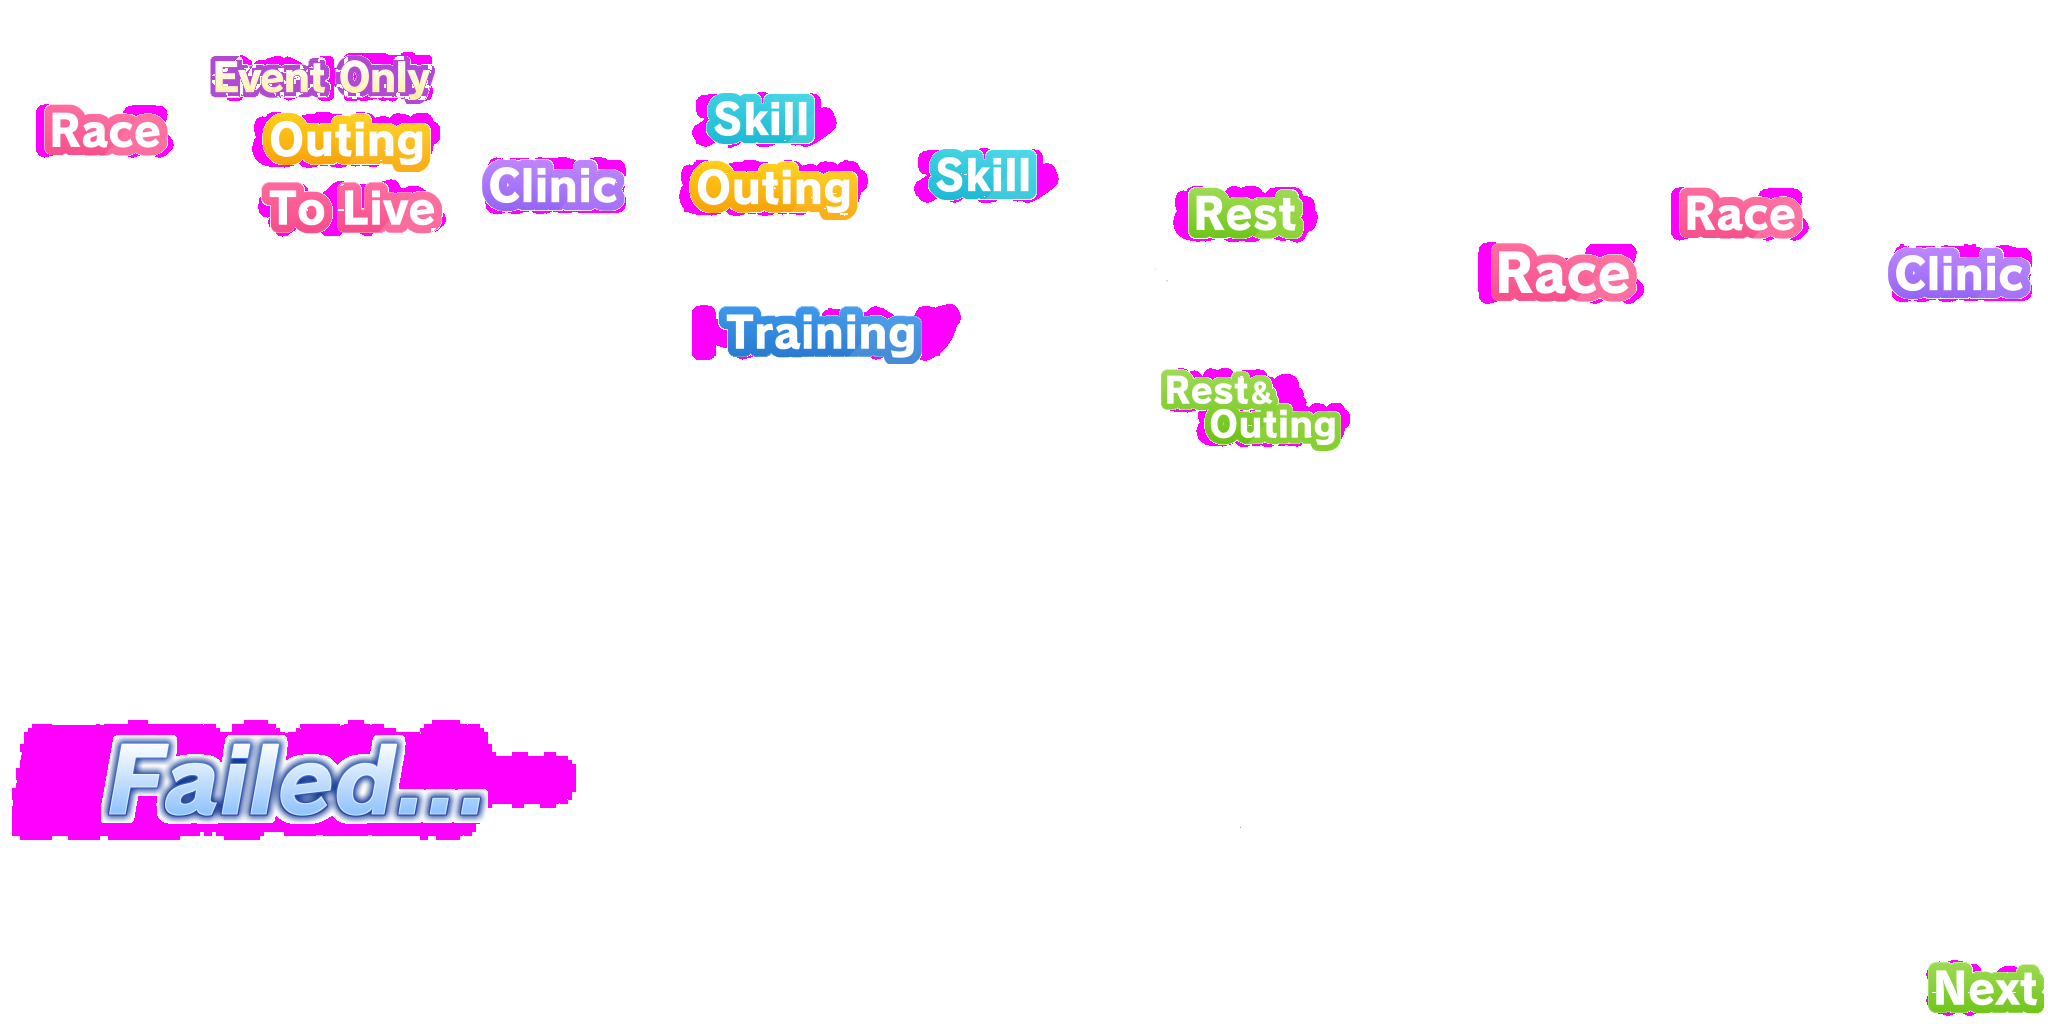 Event Only
Race
Outing
To Live
Clinic
Skill
Outing
Skill
Rest
Race
Race
Clinic
Training
Rest&
Outing
Failed...
Next